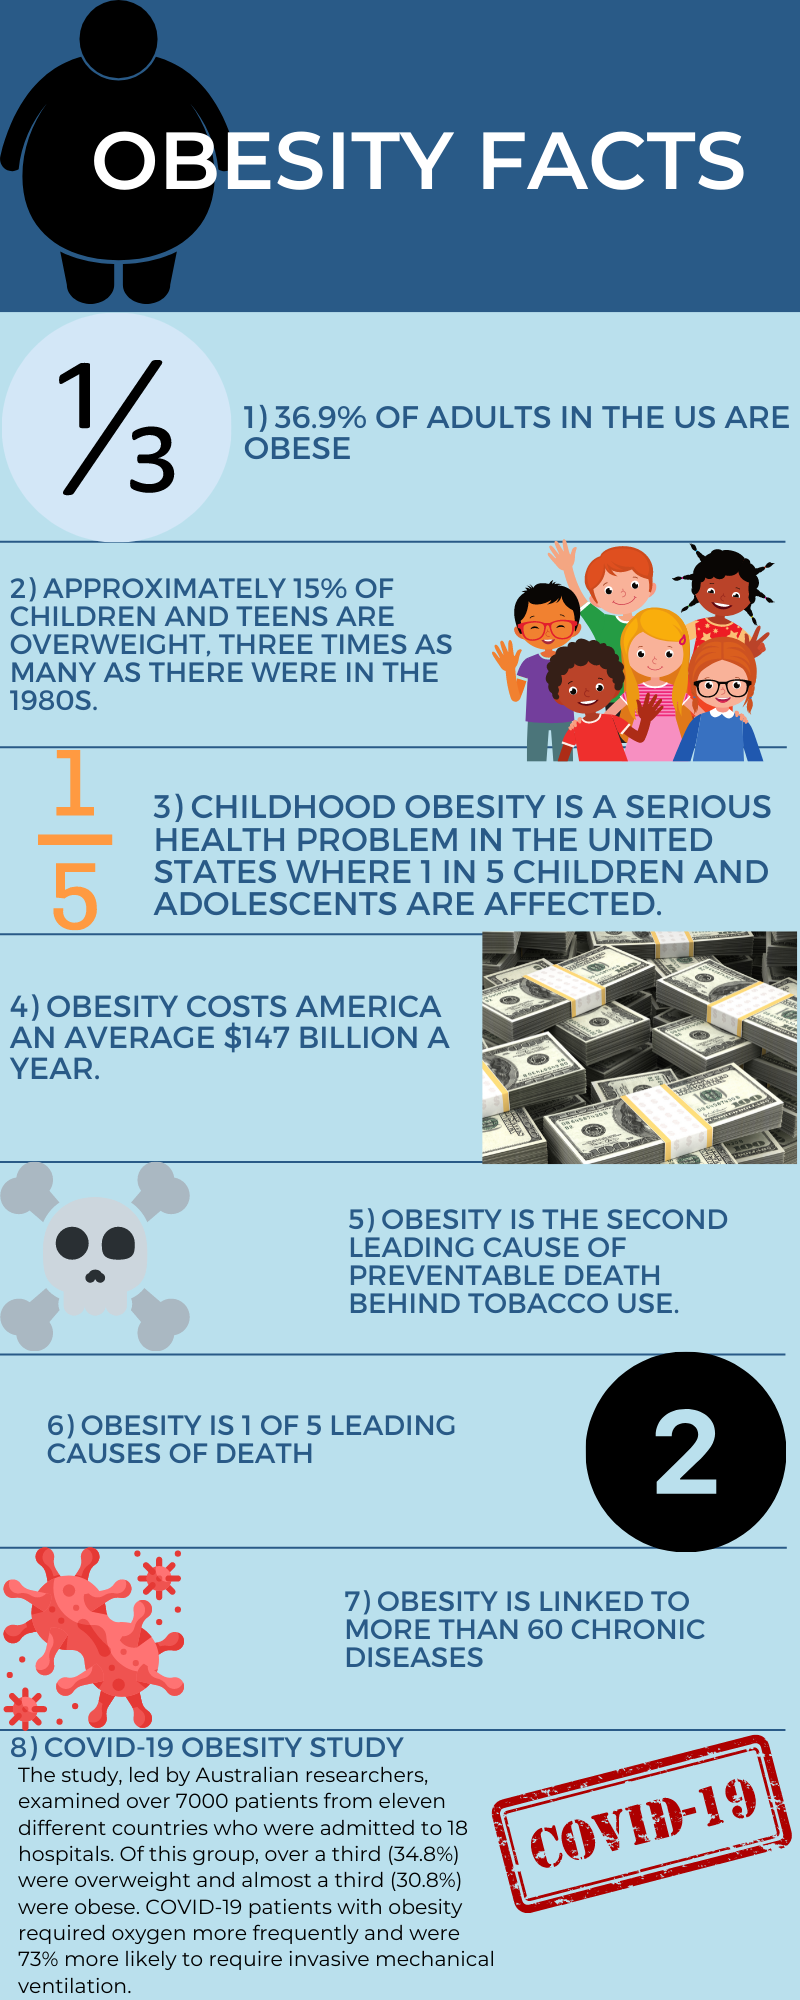 OBESITY FACTS
1/3
1) 36.9% OF ADULTS IN THE US ARE
OBESE
2) APPROXIMATELY 15% OF
CHILDREN AND TEENS ARE
OVERWEIGHT, THREE TIMES AS
MANY AS THERE WERE IN THE
1980S.
1
5
3) CHILDHOOD OBESITY IS A SERIOUS
HEALTH PROBLEM IN THE UNITED
STATES WHERE 1 IN 5 CHILDREN AND
ADOLESCENTS ARE AFFECTED.
4) OBESITY COSTS AMERICA
AN AVERAGE $147 BILLION A
YEAR.
5) OBESITY IS THE SECOND
LEADING CAUSE OF
PREVENTABLE DEATH
BEHIND TOBACCO USE.
6) OBESITY IS 1 OF 5 LEADING
CAUSES OF DEATH
2
7) OBESITY IS LINKED TO
MORE THAN 60 CHRONIC
DISEASES
8) COVID-19 OBESITY STUDY
The study, led by Australian researchers,
examined over 7000 patients from eleven
different countries who were admitted to 18
hospitals. Of this group, over a third (34.8%)
were overweight and almost a third (30.8%)
were obese. COVID-19 patients with obesity
required oxygen more frequently and were
73% more likely to require invasive mechanical
ventilation.
COVID-19